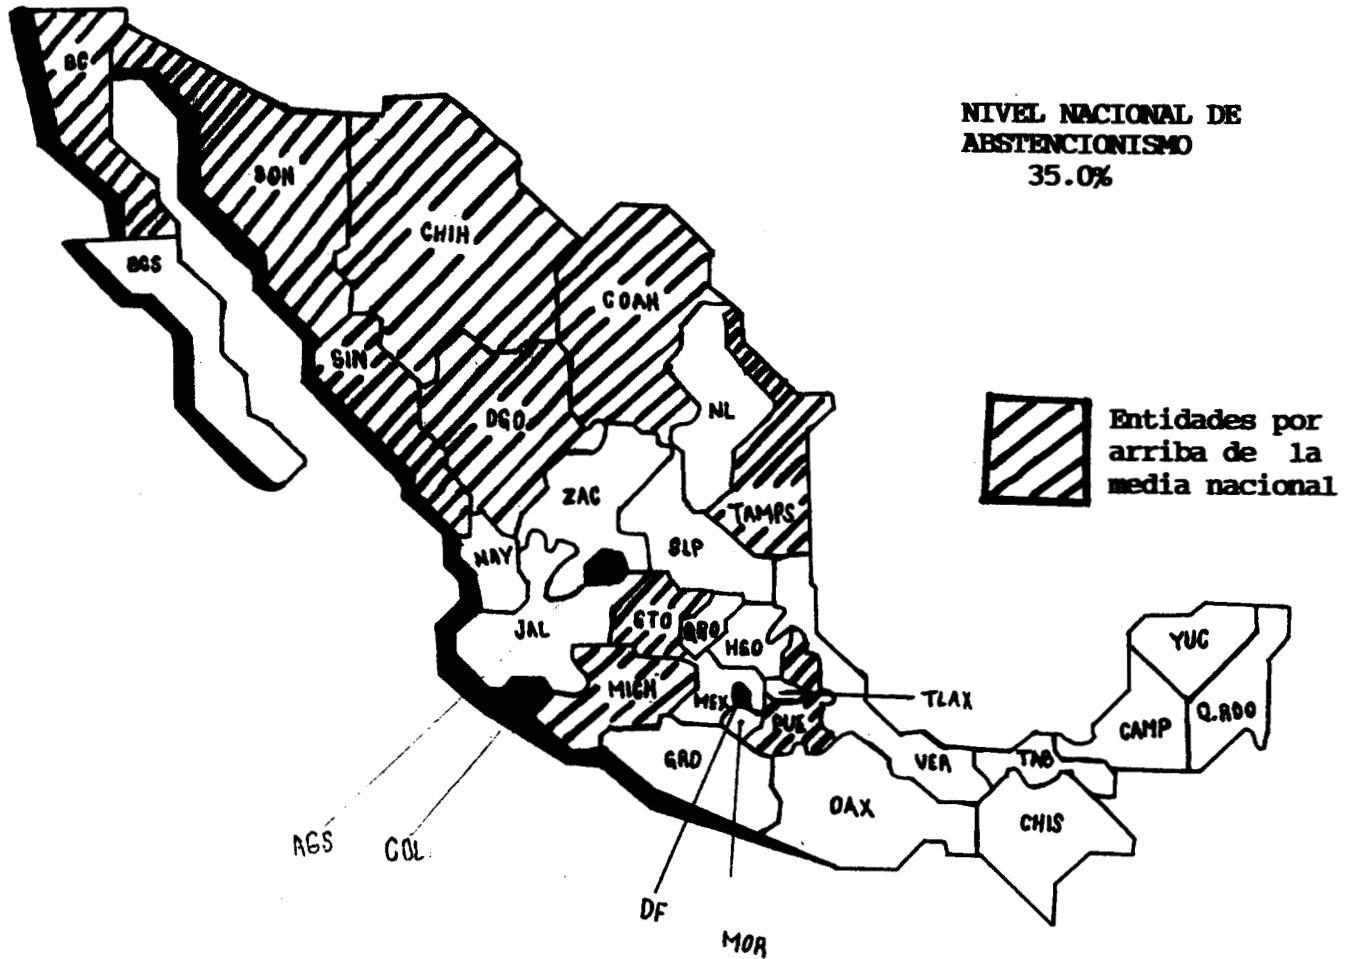 NIVEL NACIONAL DE
ABSTENCIONISMO
35.0%
BC
SON
CHIH
BCS
COAH
SIN
NL
DGO
Entidades por
arriba de la
media nacional
ZAC
TAMPS
SLP
NAY
GTO
QRO
JAL
HGO
YUC
MICH
MEX
TLAX
Q.ROO
PUE
CAMP
GRO
VER
TAB
OAX
CHIS
AGS
COL
DF
MOR